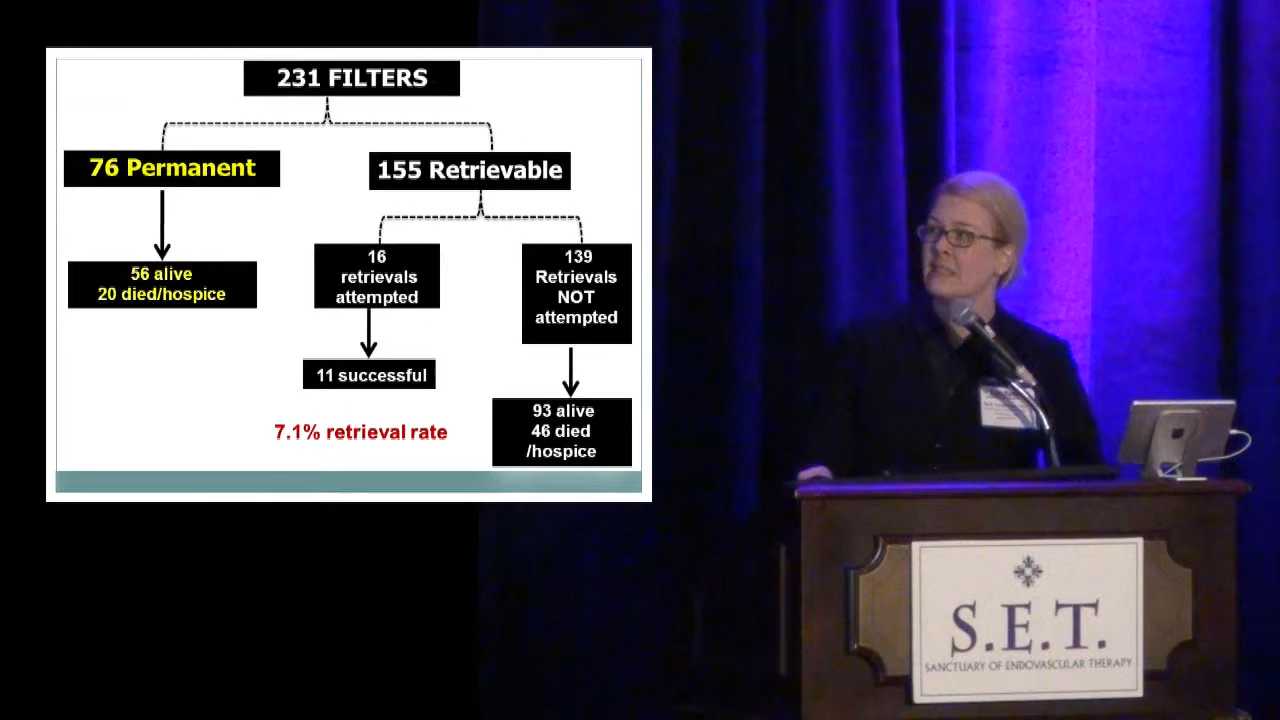 231 FILTERS
76 Permanent
155 Retrievable
56 alive
20 died/hospice
16
retrievals
attempted
139
Retrievals
NOT
attempted
11 successful
93 alive
46 died
/hospice
7.1% retrieval rate
S.E.T.
SANCTUARY OF ENDOVASCULAR THERAPY